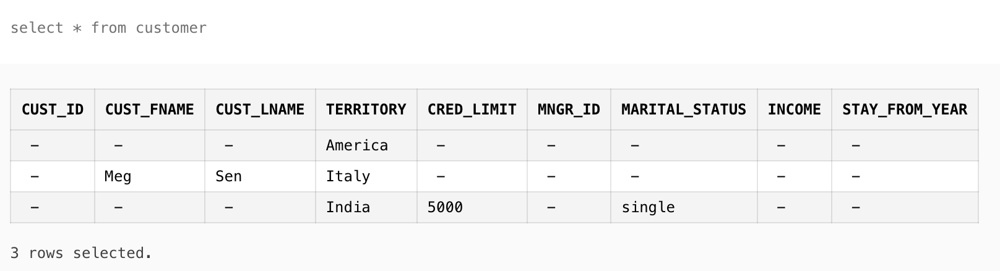 select * from customer
CUST_ID CUST_FNAME CUST_LNAME TERRITORY CRED_LIMIT MNGR_ID MARITAL_STATUS INCOME STAY_FROM_YEAR
– – – America – – – – –
– Meg Sen Italy – – – – –
– – – India 5000 – single – –
3 rows selected.